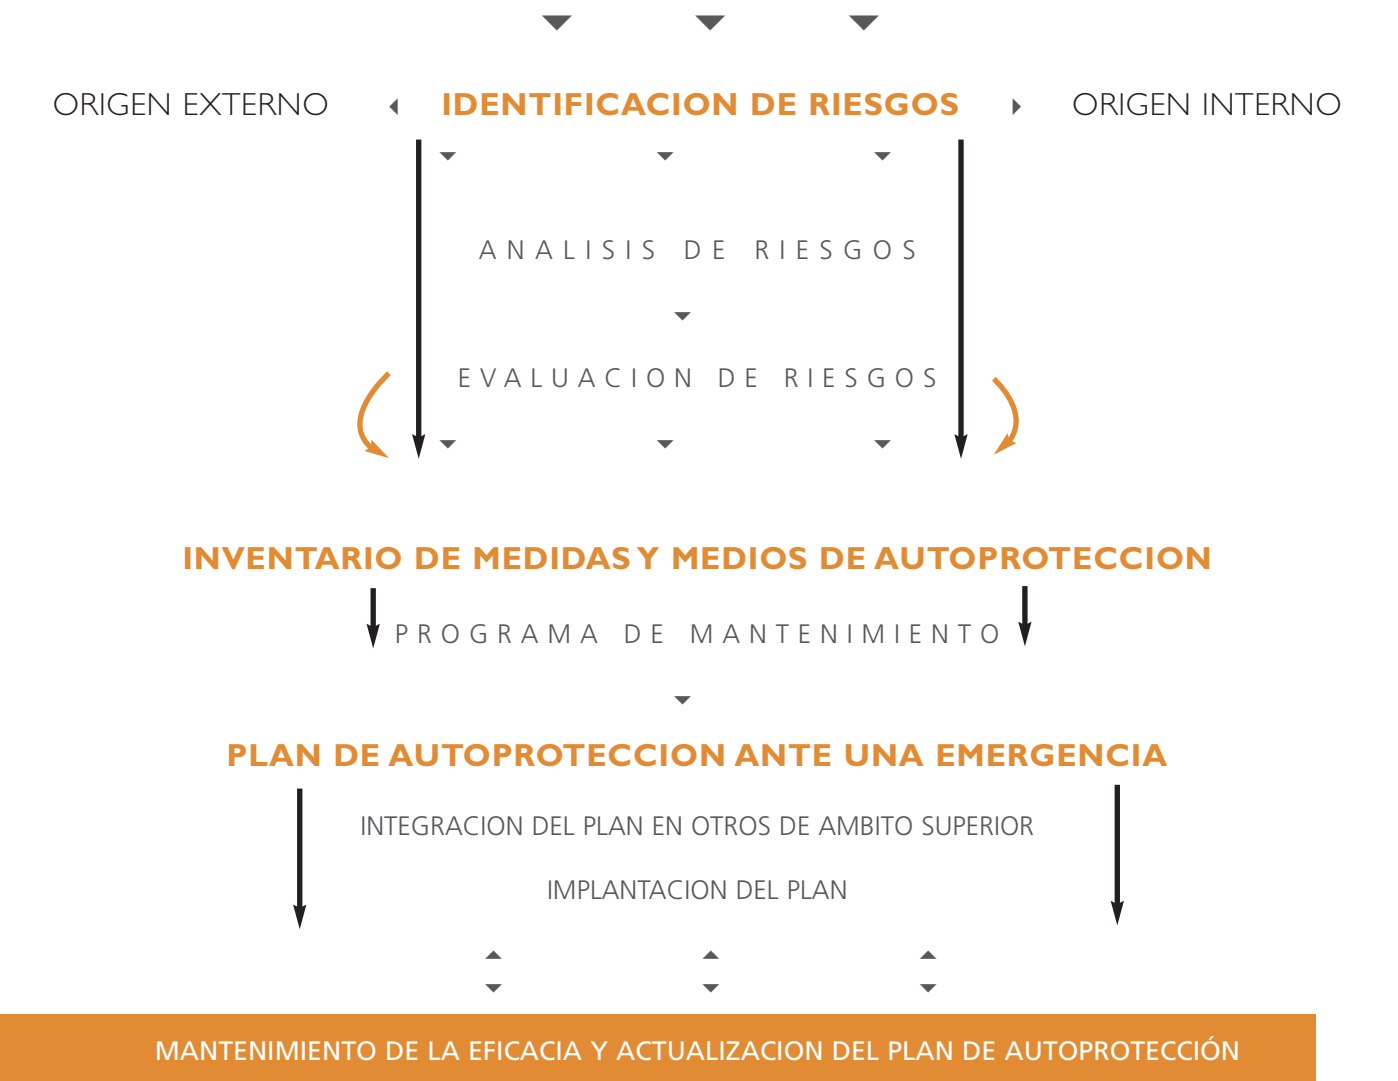 ORIGEN EXTERNO IDENTIFICACION DE RIESGOS ORIGEN INTERNO
ANALISIS DE RIESGOS
EVALUACION DE RIESGOS
INVENTARIO DE MEDIDAS Y MEDIOS DE AUTOPROTECCION
PROGRAMA DE MANTENIMIENTO
PLAN DE AUTOPROTECCION ANTE UNA EMERGENCIA
INTEGRACION DEL PLAN EN OTROS DE AMBITO SUPERIOR
IMPLANTACION DEL PLAN
MANTENIMIENTO DE LA EFICACIA Y ACTUALIZACION DEL PLAN DE AUTOPROTECCIÓN